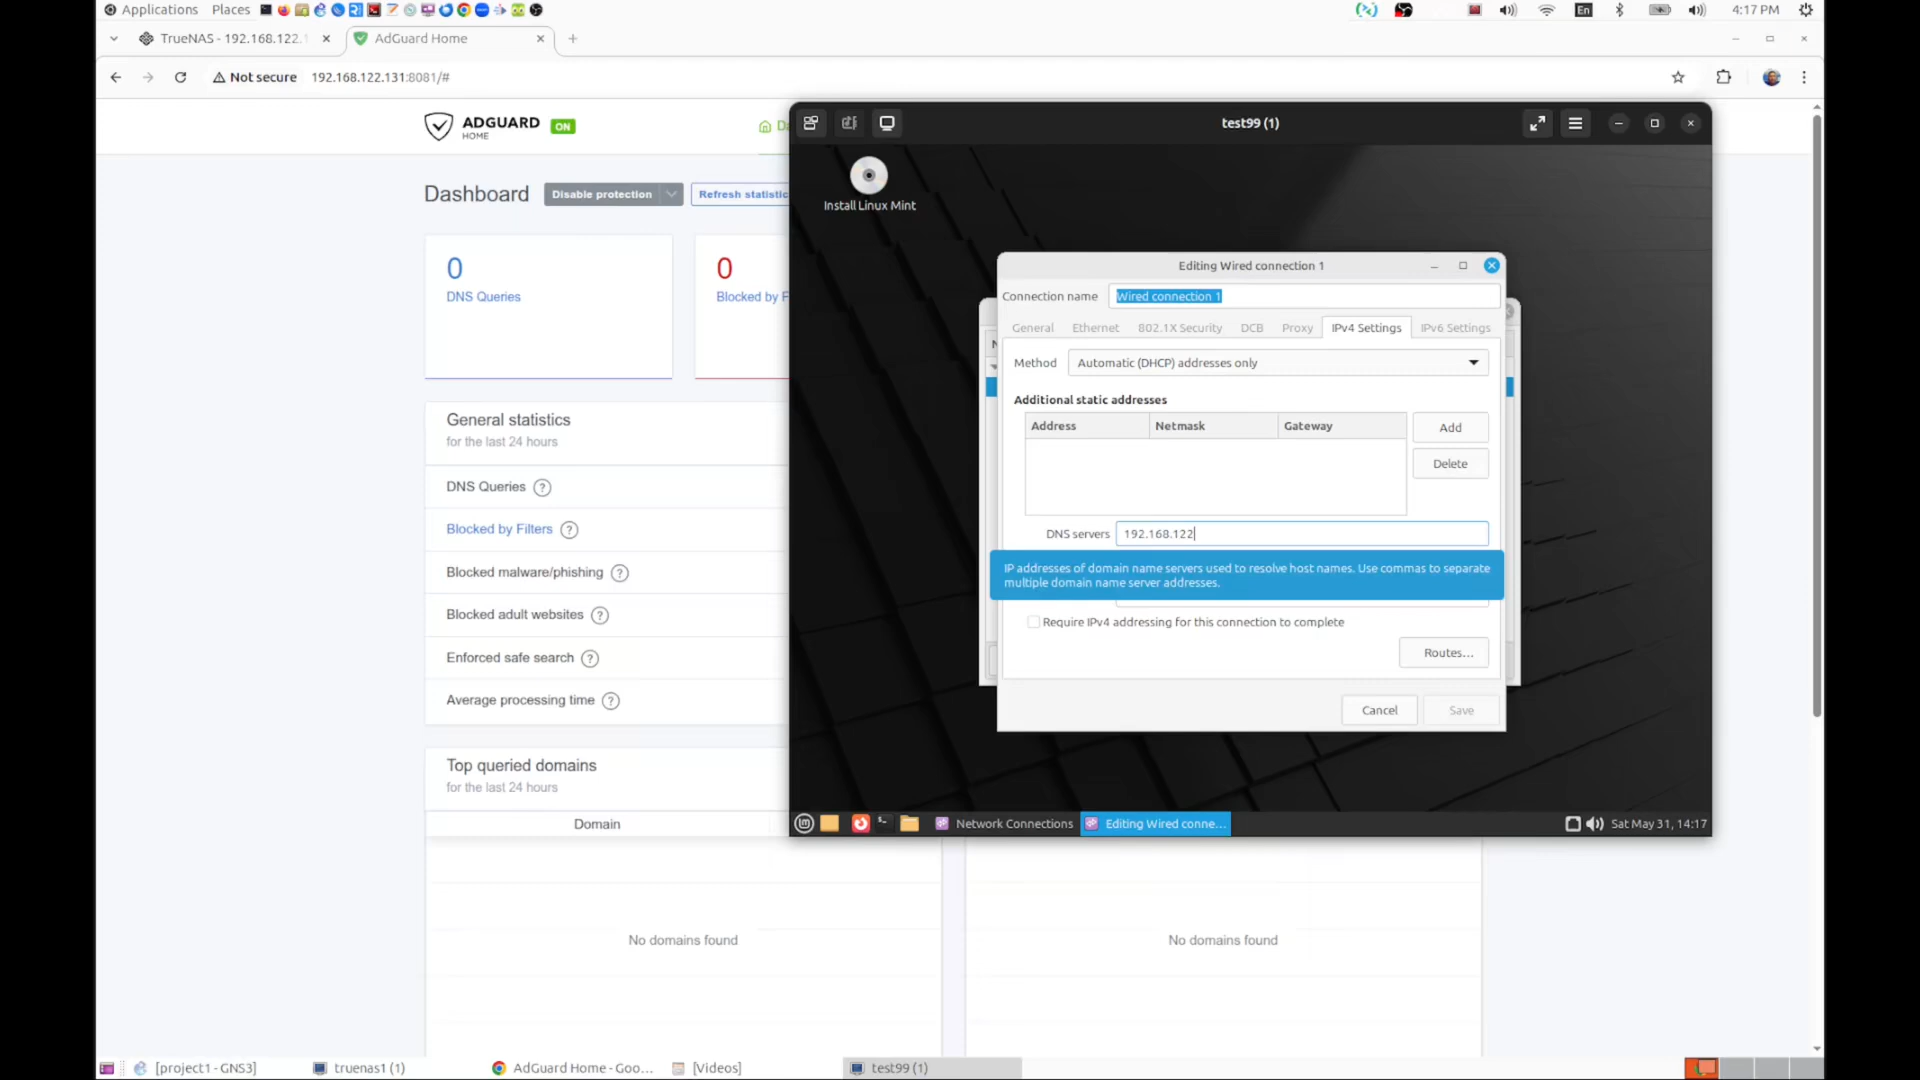 Applications Places En 4:17 PM
TrueNAS - 192.168.122. AdGuard Home
Not secure 192.168.122.131:8081/#
ADGUARD
HOME
ON
Da
Dashboard Disable protection Refresh statistic
0
DNS Queries
0
Blocked by F
General statistics
for the last 24 hours
DNS Queries ?
Blocked by Filters ?
Blocked malware/phishing ?
Blocked adult websites ?
Enforced safe search ?
Average processing time ?
Top queried domains
for the last 24 hours
Domain
No domains found
No domains found
test99 (1)
Install Linux Mint
Editing Wired connection 1
Connection name Wired connection 1
General Ethernet 802.1X Security DCB Proxy IPv4 Settings IPv6 Settings
Method Automatic (DHCP) addresses only
Additional static addresses
Address Netmask Gateway
Add
Delete
DNS servers 192.168.122
IP addresses of domain name servers used to resolve host names. Use commas to separate
multiple domain name server addresses.
Require IPv4 addressing for this connection to complete
Routes…
Cancel Save
Network Connections Editing Wired conne... Sat May 31, 14:17
[project1 - GNS3] truenas1 (1) AdGuard Home - Goo... [Videos] test99 (1)